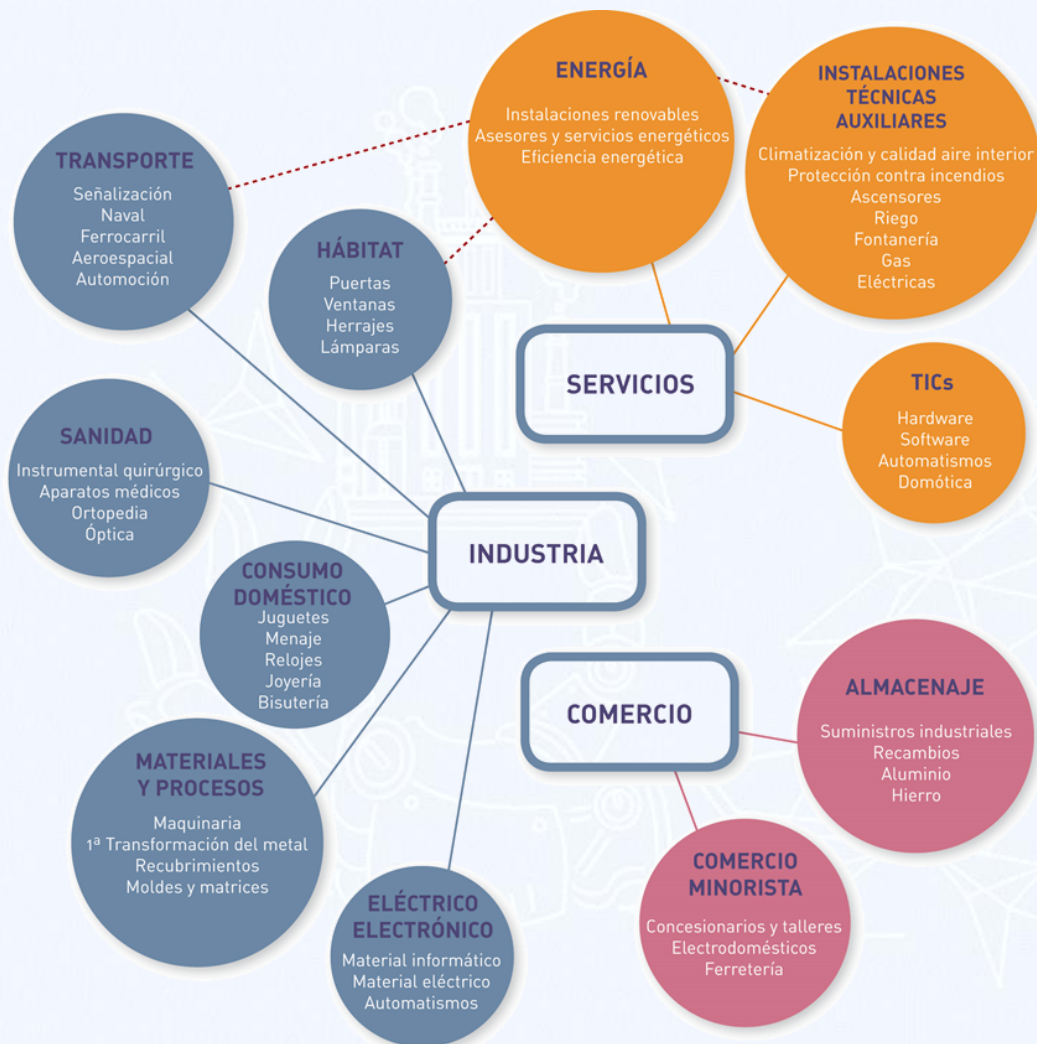 ENERGÍA
Instalaciones renovables
Asesores y servicios energéticos
Eficiencia energética
INSTALACIONES
TÉCNICAS
AUXILIARES
Climatización y calidad aire interior
Protección contra incendios
Ascensores
Riego
Fontanería
Gas
Eléctricas
TRANSPORTE
Señalización
Naval
Ferrocarril
Aeroespacial
Automoción
HÁBITAT
Puertas
Ventanas
Herrajes
Lámparas
SERVICIOS
TICs
Hardware
Software
Automatismos
Domótica
SANIDAD
Instrumental quirúrgico
Aparatos médicos
Ortopedia
Óptica
INDUSTRIA
CONSUMO
DOMÉSTICO
Juguetes
Menaje
Relojes
Joyería
Bisutería
COMERCIO
ALMACENAJE
Suministros industriales
Recambios
Aluminio
Hierro
MATERIALES
Y PROCESOS
Maquinaria
1ª Transformación del metal
Recubrimientos
Moldes y matrices
COMERCIO
MINORISTA
Concesionarios y talleres
Electrodomésticos
Ferretería
ELÉCTRICO
ELECTRÓNICO
Material informático
Material eléctrico
Automatismos